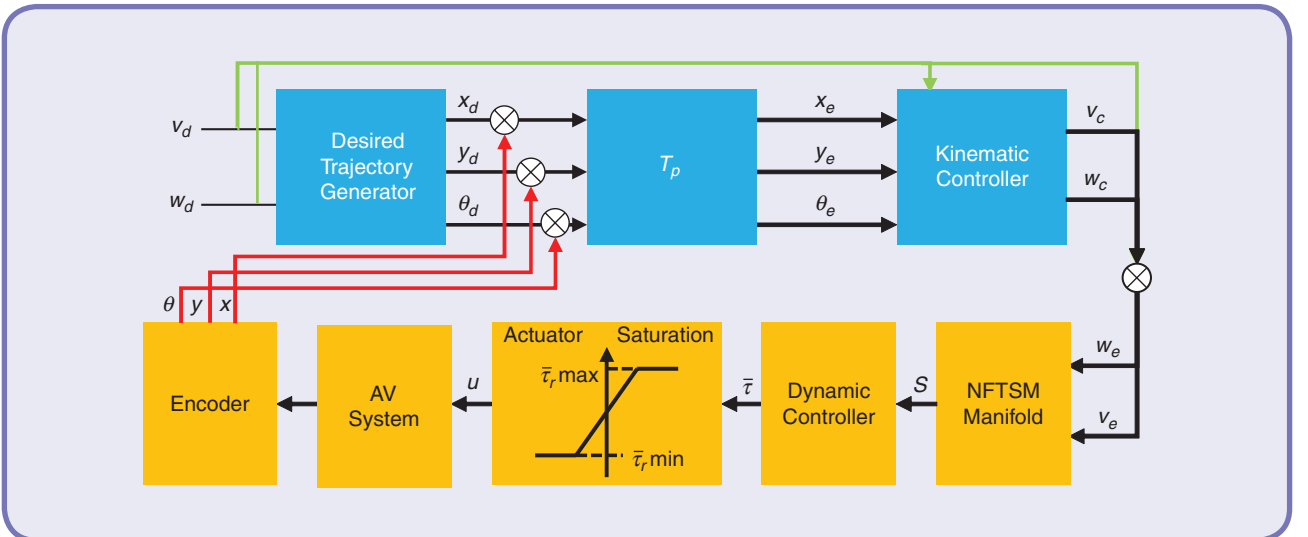 v_d
w_d
Desired
Trajectory
Generator
x_d
y_d
θ_d
T_p
x_e
y_e
θ_e
Kinematic
Controller
v_c
w_c
θ y x
Encoder
AV
System
u
Actuator Saturation
τ̄_r max
τ̄_r min
τ̄
Dynamic
Controller
S
NFTSM
Manifold
w_e
v_e